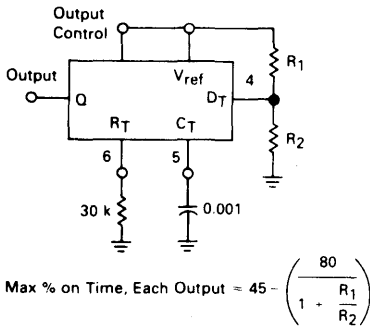 Output
Control
Output
Q
Vref
4
DT
R1
RT
CT
R2
6
5
30 k
0.001
Max % on Time, Each Output = 45 - (80 / (1 + R1/R2))